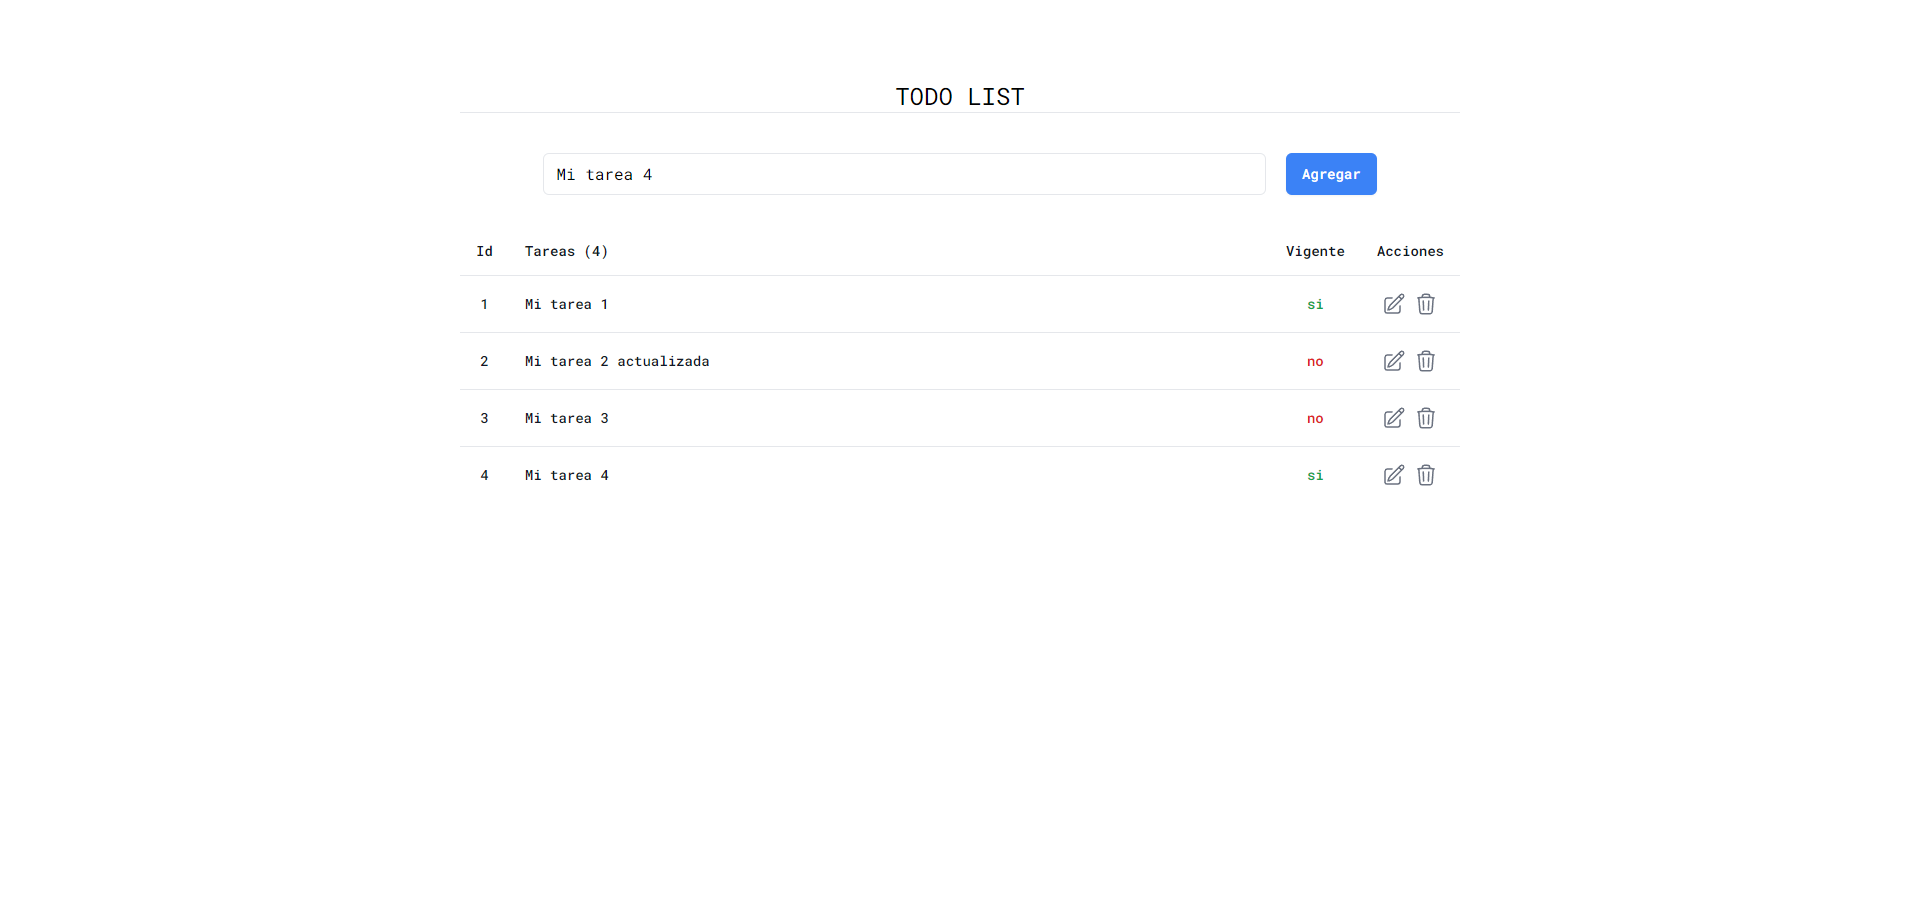 TODO LIST
Mi tarea 4
Agregar
Id Tareas (4) Vigente Acciones
1 Mi tarea 1 si
2 Mi tarea 2 actualizada no
3 Mi tarea 3 no
4 Mi tarea 4 si